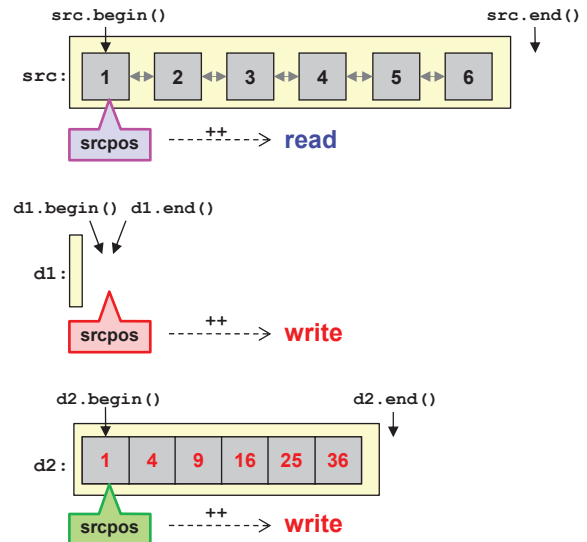 src.begin() src.end()
src: 1 2 3 4 5 6
srcpos ++ read
d1.begin() d1.end()
d1:
srcpos ++ write
d2.begin() d2.end()
d2: 1 4 9 16 25 36
srcpos ++ write